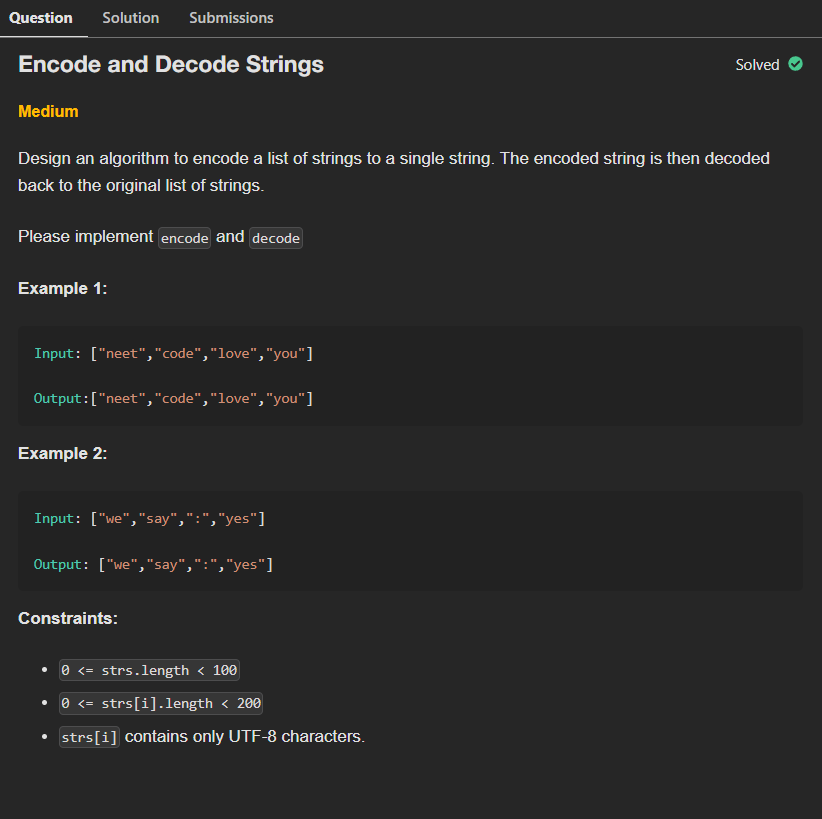 Question Solution Submissions
Encode and Decode Strings
Solved
Medium
Design an algorithm to encode a list of strings to a single string. The encoded string is then decoded
back to the original list of strings.
Please implement encode and decode
Example 1:
Input: ["neet","code","love","you"]
Output:["neet","code","love","you"]
Example 2:
Input: ["we","say",":","yes"]
Output: ["we","say",":","yes"]
Constraints:
• 0 <= strs.length < 100
• 0 <= strs[i].length < 200
• strs[i] contains only UTF-8 characters.